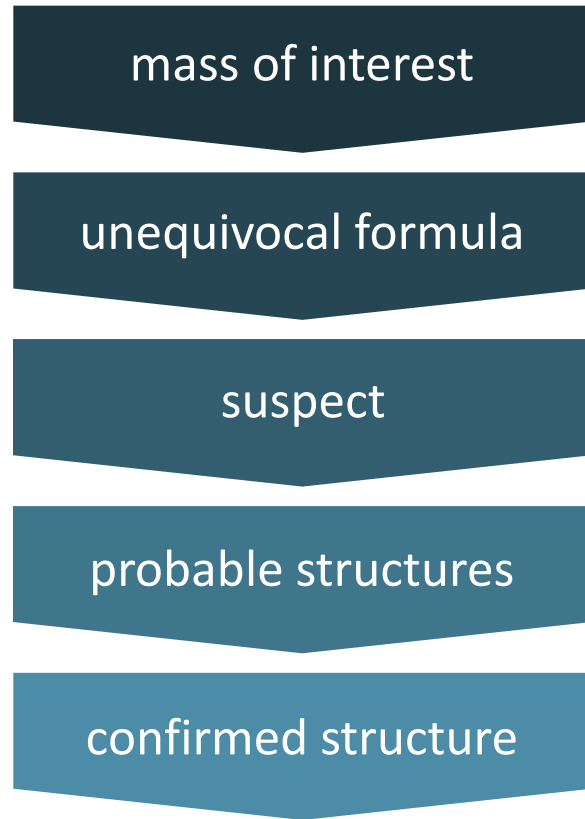 mass of interest
unequivocal formula
suspect
probable structures
confirmed structure